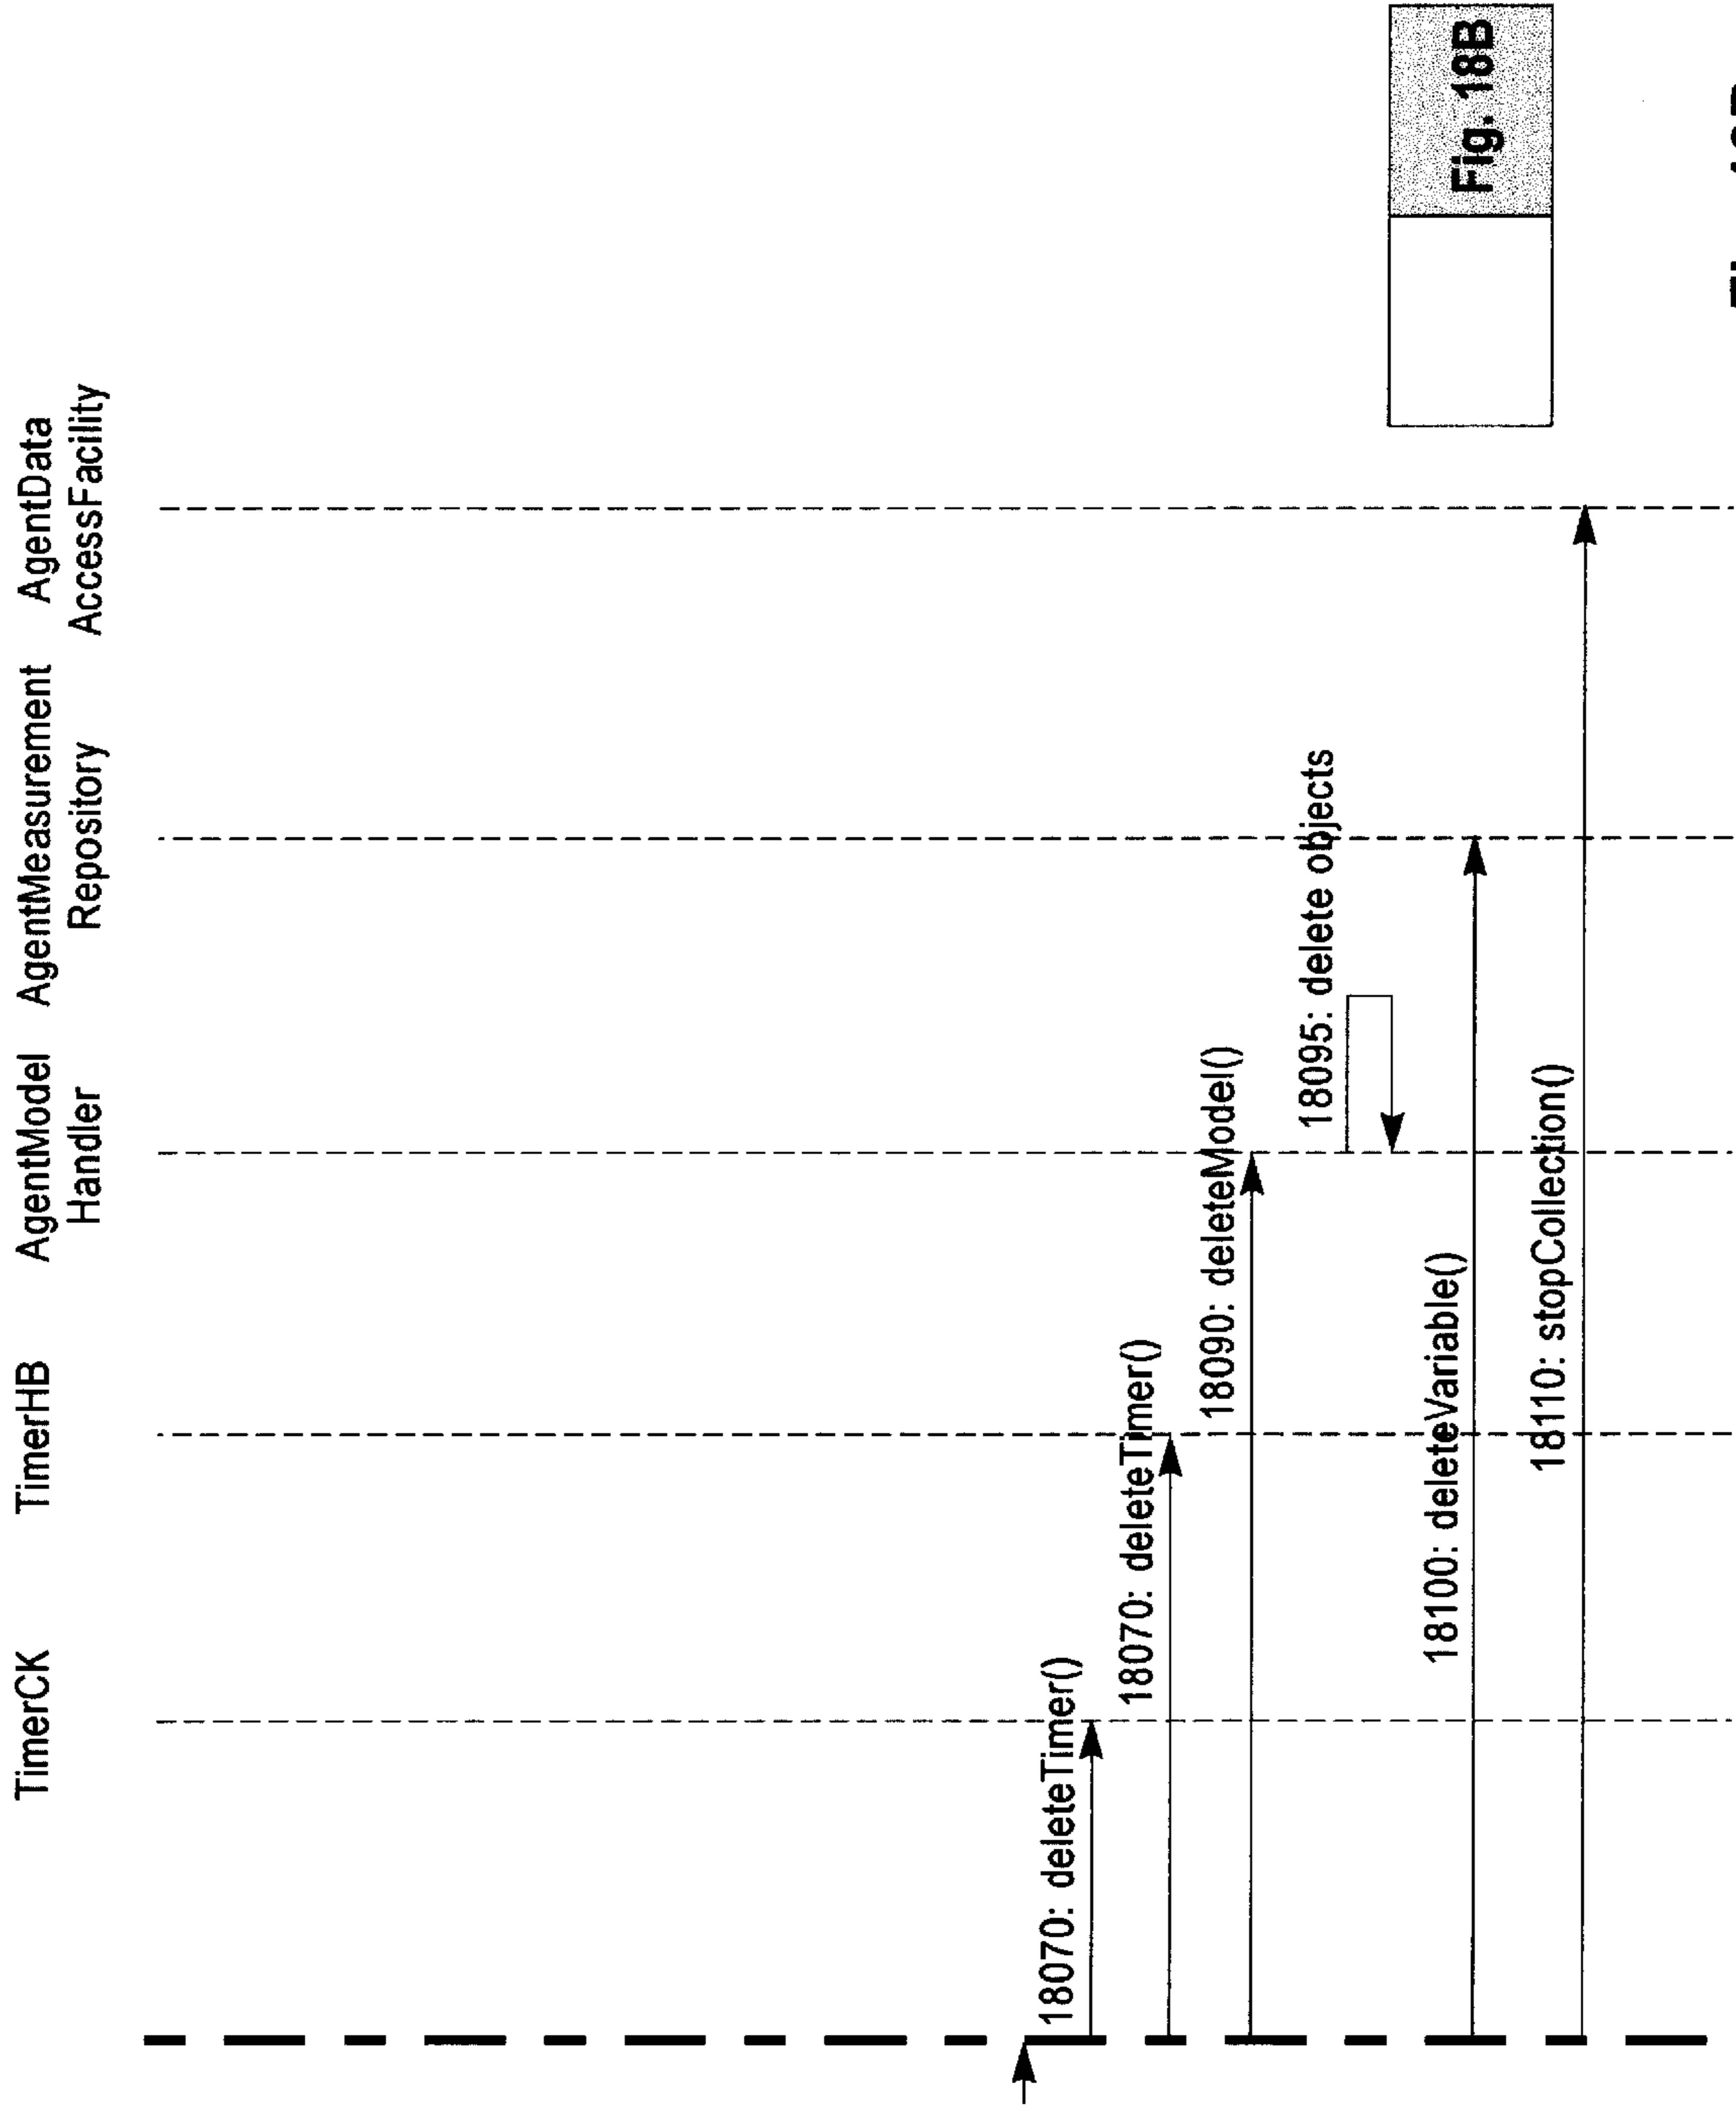 TimerCK
TimerHB
AgentModel
Handler
AgentMeasurement
Repository
AgentData
AccessFacility
18070: deleteTimer()
18070: deleteTimer()
18090: deleteModel()
18095: delete objects
18100: deleteVariable()
18110: stopCollection()
Fig. 18B